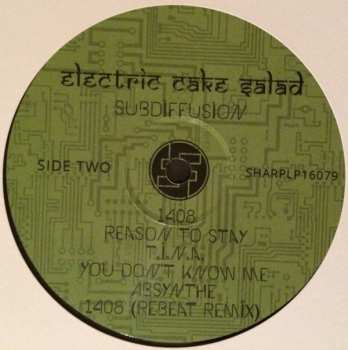 ELECTRIC CAKE SALAD
SUBDIFFUSION
SIDE TWO
SHARPLP16079
1408
REASON TO STAY
T.I.N.A.
YOU DON'T KNOW ME
ABSYNTHE
1408 (REBEAT REMIX)